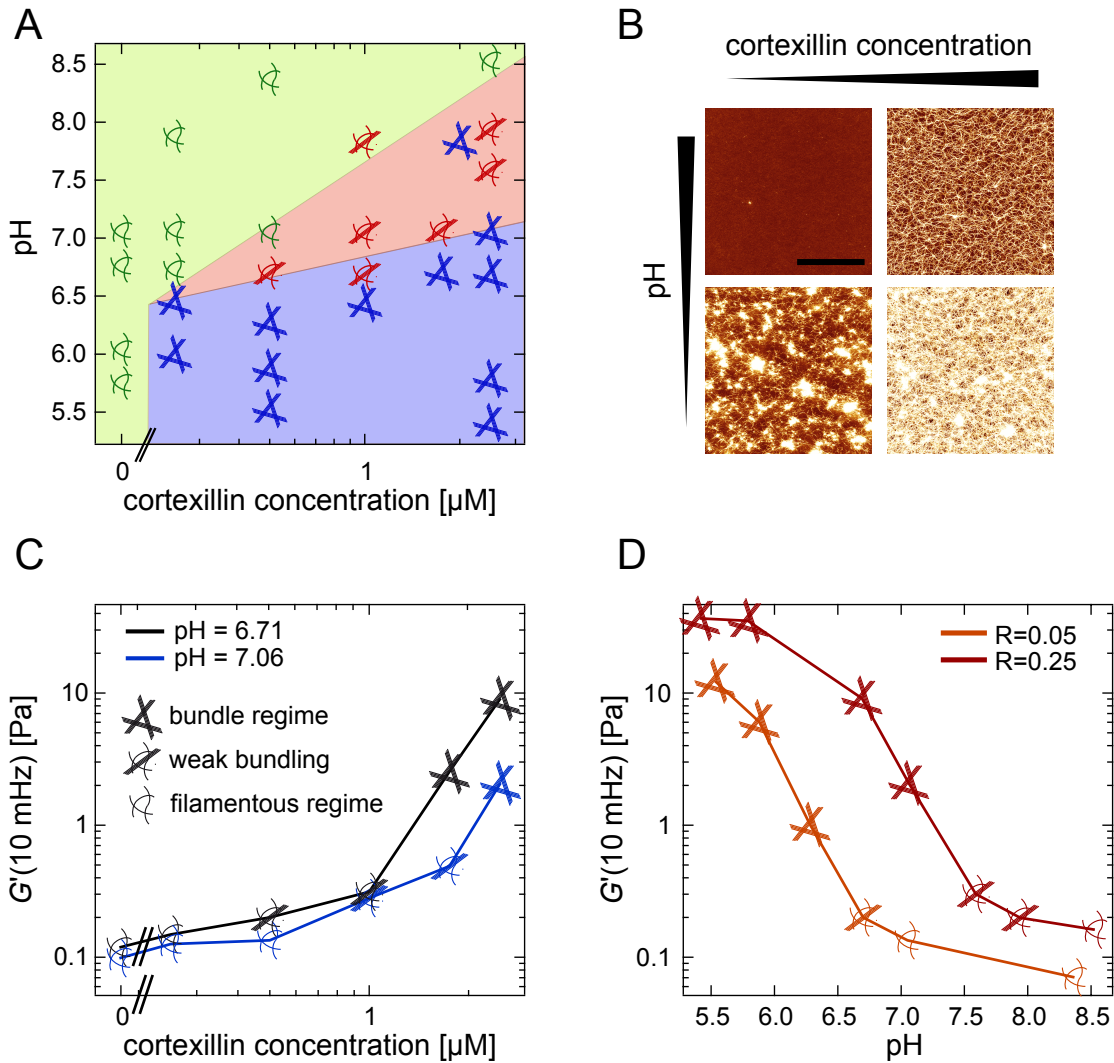 A
8.5
8.0
7.5
7.0
6.5
6.0
5.5
pH
0
1
cortexillin concentration [µM]
B
cortexillin concentration
pH
C
pH = 6.71
pH = 7.06
bundle regime
weak bundling
filamentous regime
10
1
0.1
G'(10 mHz) [Pa]
0
1
cortexillin concentration [µM]
D
R=0.05
R=0.25
10
1
0.1
G'(10 mHz) [Pa]
5.5 6.0 6.5 7.0 7.5 8.0 8.5
pH